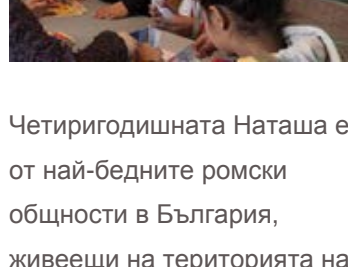 Четиригодишната Наташа е
от най-бедните ромски
общности в България,
живеещи на територията на